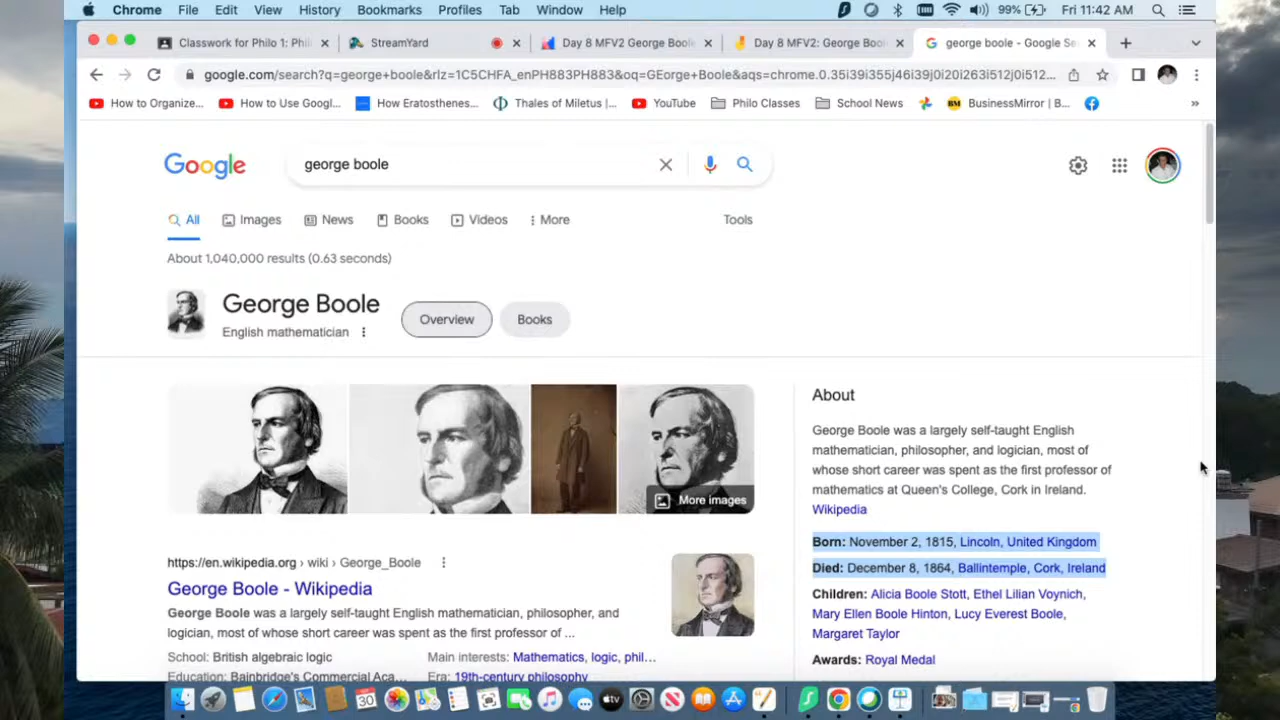 Chrome File Edit View History Bookmarks Profiles Tab Window Help 99% Fri 11:42 AM
Classwork for Philo 1: Phi StreamYard Day 8 MFV2 George Boole Day 8 MFV2: George Boo george boole - Google Se
google.com/search?q=george+boole&rlz=1C5CHFA_enPH883PH883&oq=GEorge+Boole&aqs=chrome.0.35i39i355j46i39j0i20i263i512j0i512...
How to Organize... How to Use Googl... How Eratosthenes... Thales of Miletus |... YouTube Philo Classes School News BM BusinessMirror | B... »
Google george boole
All Images News Books Videos More Tools
About 1,040,000 results (0.63 seconds)
George Boole
English mathematician
Overview Books
More images
https://en.wikipedia.org › wiki › George_Boole
George Boole - Wikipedia
George Boole was a largely self-taught English mathematician, philosopher, and
logician, most of whose short career was spent as the first professor of ...
School: British algebraic logic Main interests: Mathematics, logic, phil...
Education: Bainbridge's Commercial Aca... Era: 19th-century philosophy
About
George Boole was a largely self-taught English
mathematician, philosopher, and logician, most of
whose short career was spent as the first professor of
mathematics at Queen's College, Cork in Ireland.
Wikipedia
Born: November 2, 1815, Lincoln, United Kingdom
Died: December 8, 1864, Ballintemple, Cork, Ireland
Children: Alicia Boole Stott, Ethel Lilian Voynich,
Mary Ellen Boole Hinton, Lucy Everest Boole,
Margaret Taylor
Awards: Royal Medal
30 tv